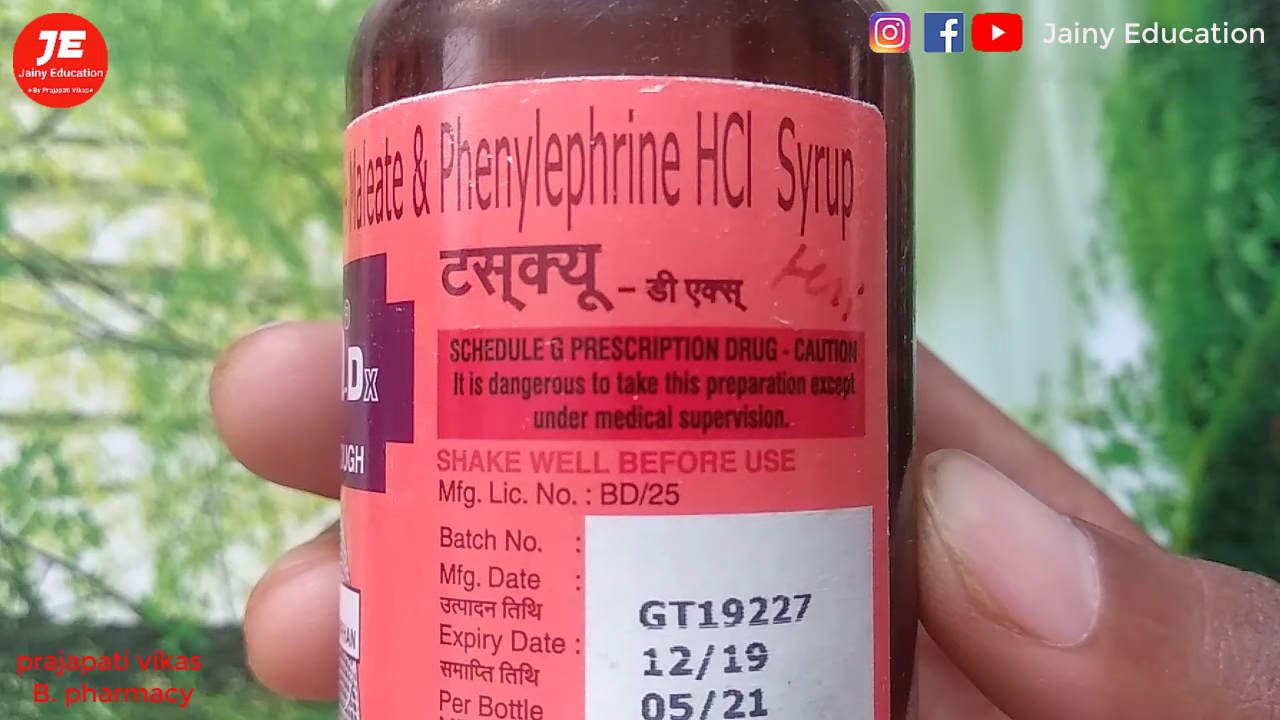 JE
Jainy Education
•By Prajapati Vikas•
Jainy Education
Maleate & Phenylephrine HCl Syrup
टस्क्यू – डी एक्स्
Dx
SCHEDULE G PRESCRIPTION DRUG - CAUTION
It is dangerous to take this preparation except
under medical supervision.
SHAKE WELL BEFORE USE
Mfg. Lic. No. : BD/25
Batch No. :
Mfg. Date :
उत्पादन तिथि
GT19227
Expiry Date :
12/19
समाप्ति तिथि
Per Bottle
05/21
prajapati vikas
B. pharmacy